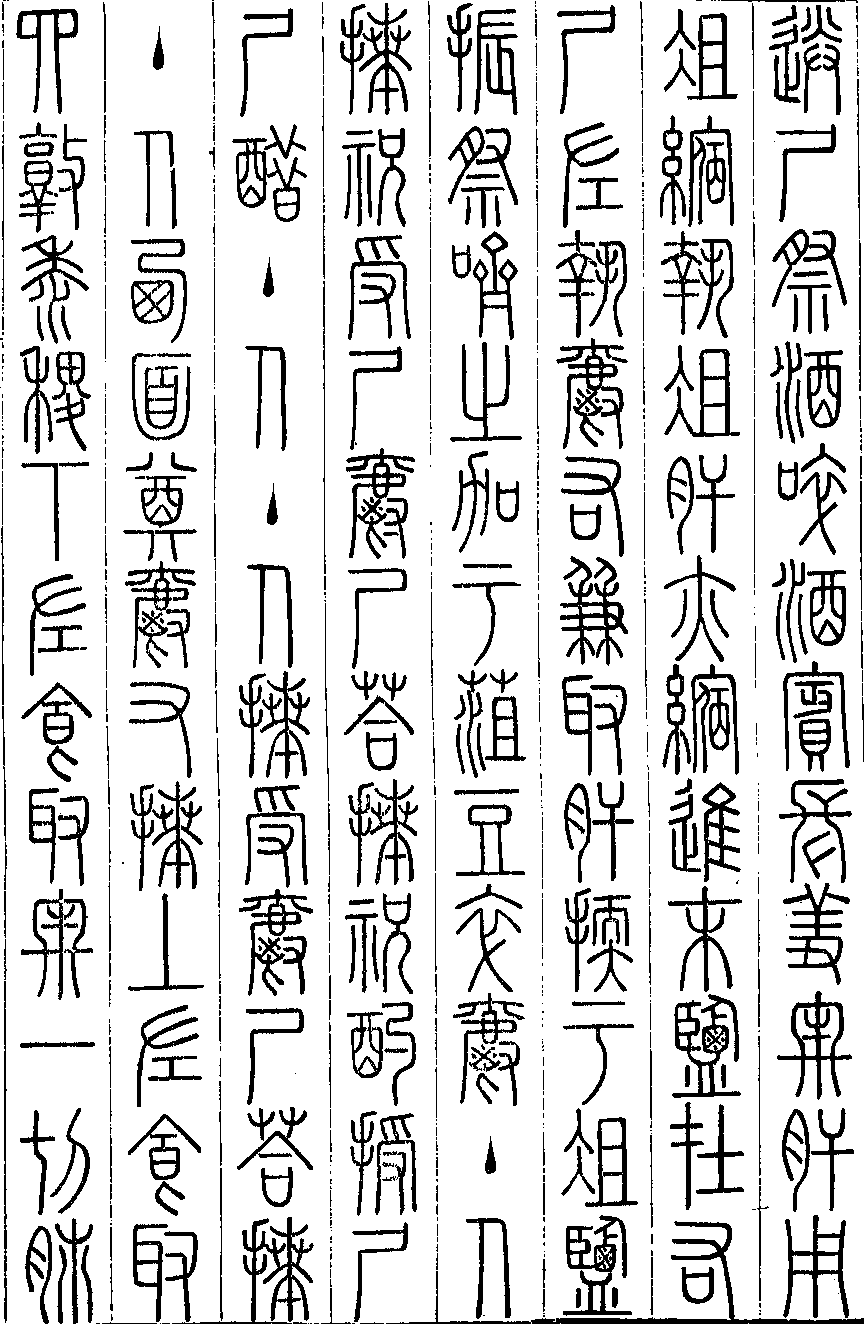 送尸祭酒啐酒賓長羞牢肝用
俎縮執俎肝亦縮進末鹽在右
尸左執爵右兼取肝擩于俎鹽
振祭嚌之加于菹豆卒爵主人
拜祝受尸爵尸荅拜祝酌授尸
尸醋主人主人拜受爵尸荅拜
主人西面奠爵又拜上佐食取
四敦黍稷下佐食取牢一切肺